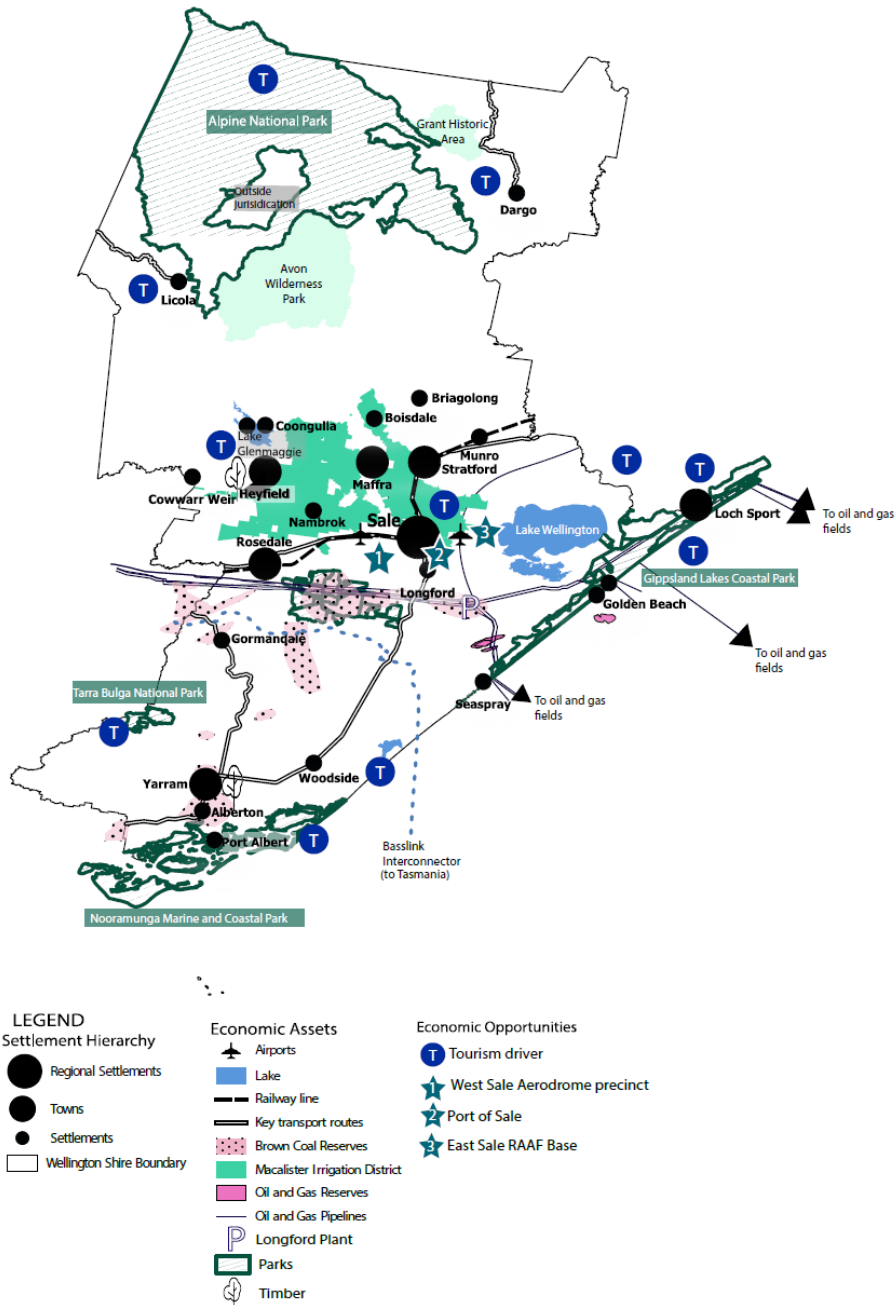 T
Alpine National Park
Grant Historic
Area
T
Dargo
Outside
Jurisidication
Avon
Wilderness
Park
T
Licola
Briagolong
Boisdale
Coongulla
T
Lake
Glenmaggie
Munro
Stratford
Maffra
Heyfield
Cowwarr Weir
Nambrok
T
T
T
Loch Sport
To oil and gas
fields
Sale
Rosedale
1
2
3
Lake Wellington
T
Gippsland Lakes Coastal Park
Longford
P
Golden Beach
Gormandale
To oil and gas
fields
Tarra Bulga National Park
T
Seaspray
To oil and gas
fields
Yarram
Woodside
T
Alberton
Port Albert
T
Basslink
Interconnector
(to Tasmania)
Nooramunga Marine and Coastal Park
LEGEND
Settlement Hierarchy
Regional Settlements
Towns
Settlements
Wellington Shire Boundary
Economic Assets
Airports
Lake
Railway line
Key transport routes
Brown Coal Reserves
Macalister Irrigation District
Oil and Gas Reserves
Oil and Gas Pipelines
P Longford Plant
Parks
Timber
Economic Opportunities
T Tourism driver
1 West Sale Aerodrome precinct
2 Port of Sale
3 East Sale RAAF Base